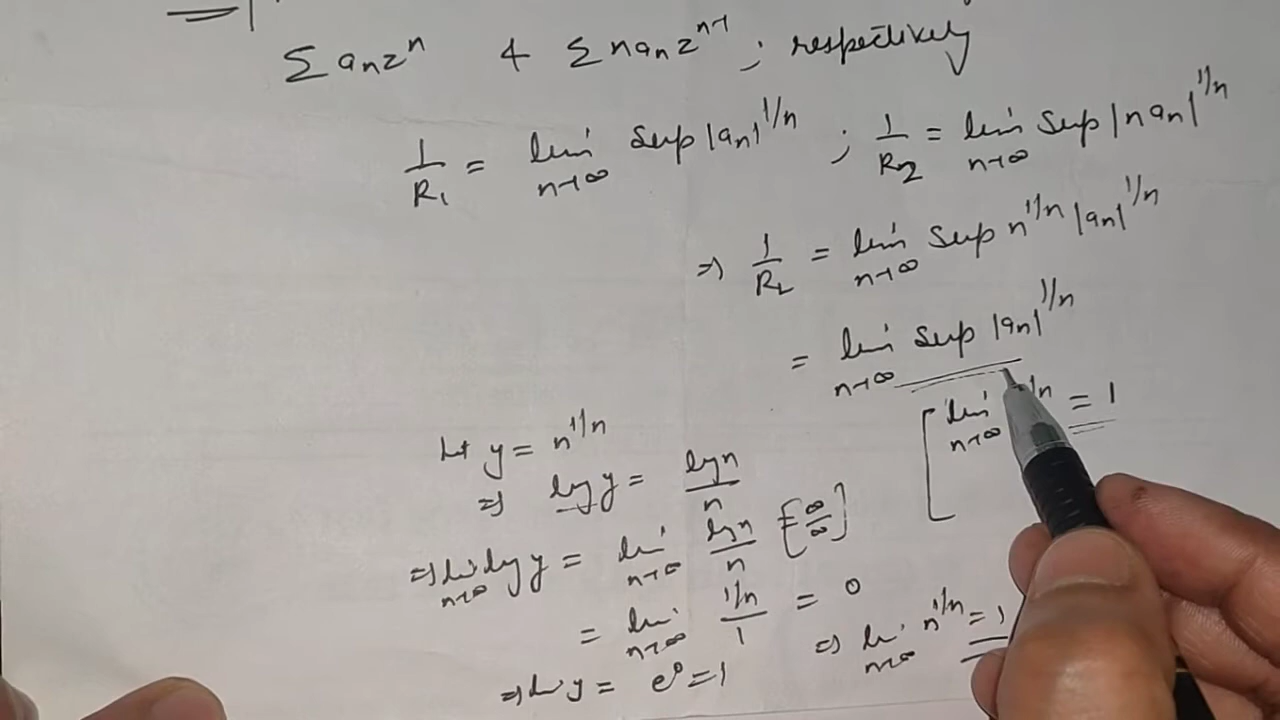 Σ aₙzⁿ & Σ naₙzⁿ⁻¹ ; respectively
1/R₁ = lim n→∞ Sup |aₙ|^1/n ; 1/R₂ = lim n→∞ Sup |n aₙ|^1/n
⇒ 1/R₂ = lim n→∞ Sup n^1/n |aₙ|^1/n
= lim n→∞ Sup |aₙ|^1/n
[ lim n→∞ = 1
Let y = n^1/n
⇒ log y = log n / n
⇒ lim n→∞ log y = lim n→∞ log n / n [= ∞/∞]
= lim n→∞ 1/n / 1 = 0
⇒ lim n→∞ n^1/n = 1
⇒ lim y = e⁰ = 1